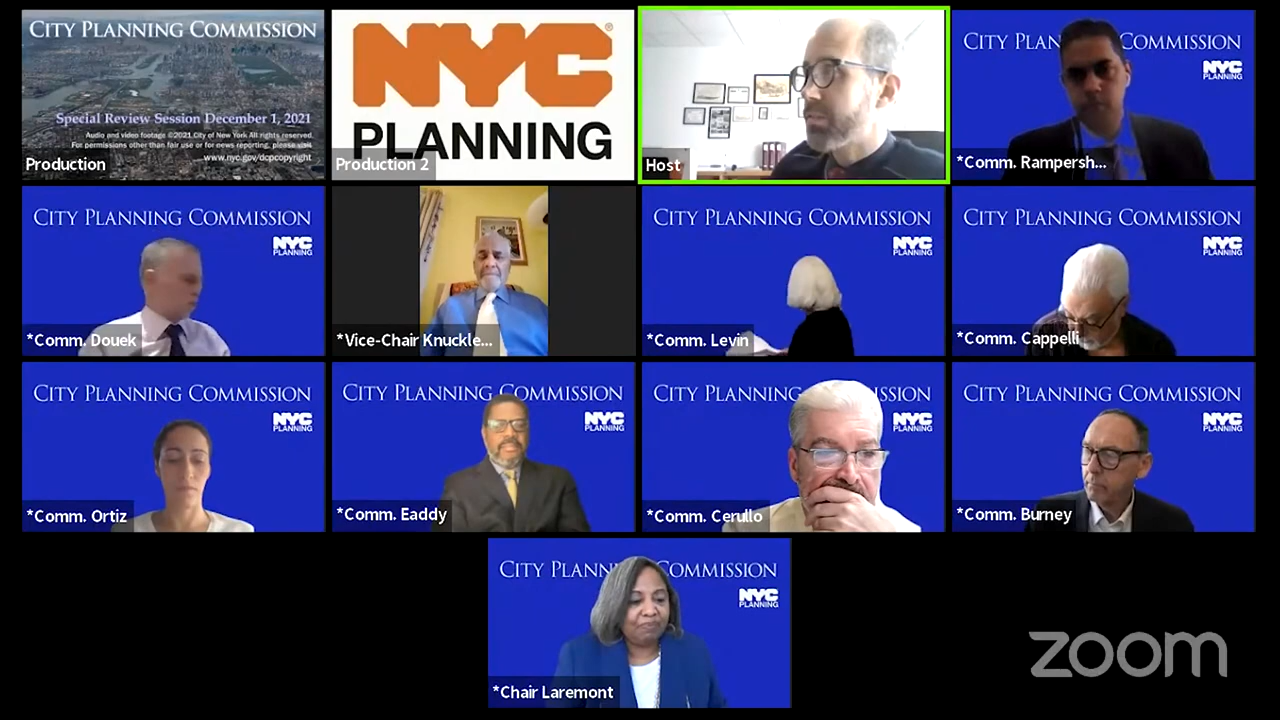 CITY PLANNING COMMISSION
Special Review Session December 1, 2021
Audio and video footage ©2021 City of New York All rights reserved.
For permissions other than fair use or for news reporting, please visit
www.nyc.gov/dcpcopyright
Production
NYC®
PLANNING
Production 2
Host
CITY PLAN COMMISSION
NYC
PLANNING
*Comm. Rampersh...
CITY PLANNING COMMISSION
NYC
PLANNING
*Comm. Douek
*Vice-Chair Knuckle...
CITY PLANNING COMMISSION
NYC
PLANNING
*Comm. Levin
CITY PLANNING COMMISSION
NYC
PLANNING
*Comm. Cappelli
CITY PLANNING COMMISSION
NYC
PLANNING
*Comm. Ortiz
CITY PLANNING COMMISSION
NYC
PLANNING
*Comm. Eaddy
CITY PLANNING ISSION
NYC
PLANNING
*Comm. Cerullo
CITY PLANNING COMMISSION
NYC
PLANNING
*Comm. Burney
CITY PLANN COMMISSION
NYC
PLANNING
*Chair Laremont
zoom